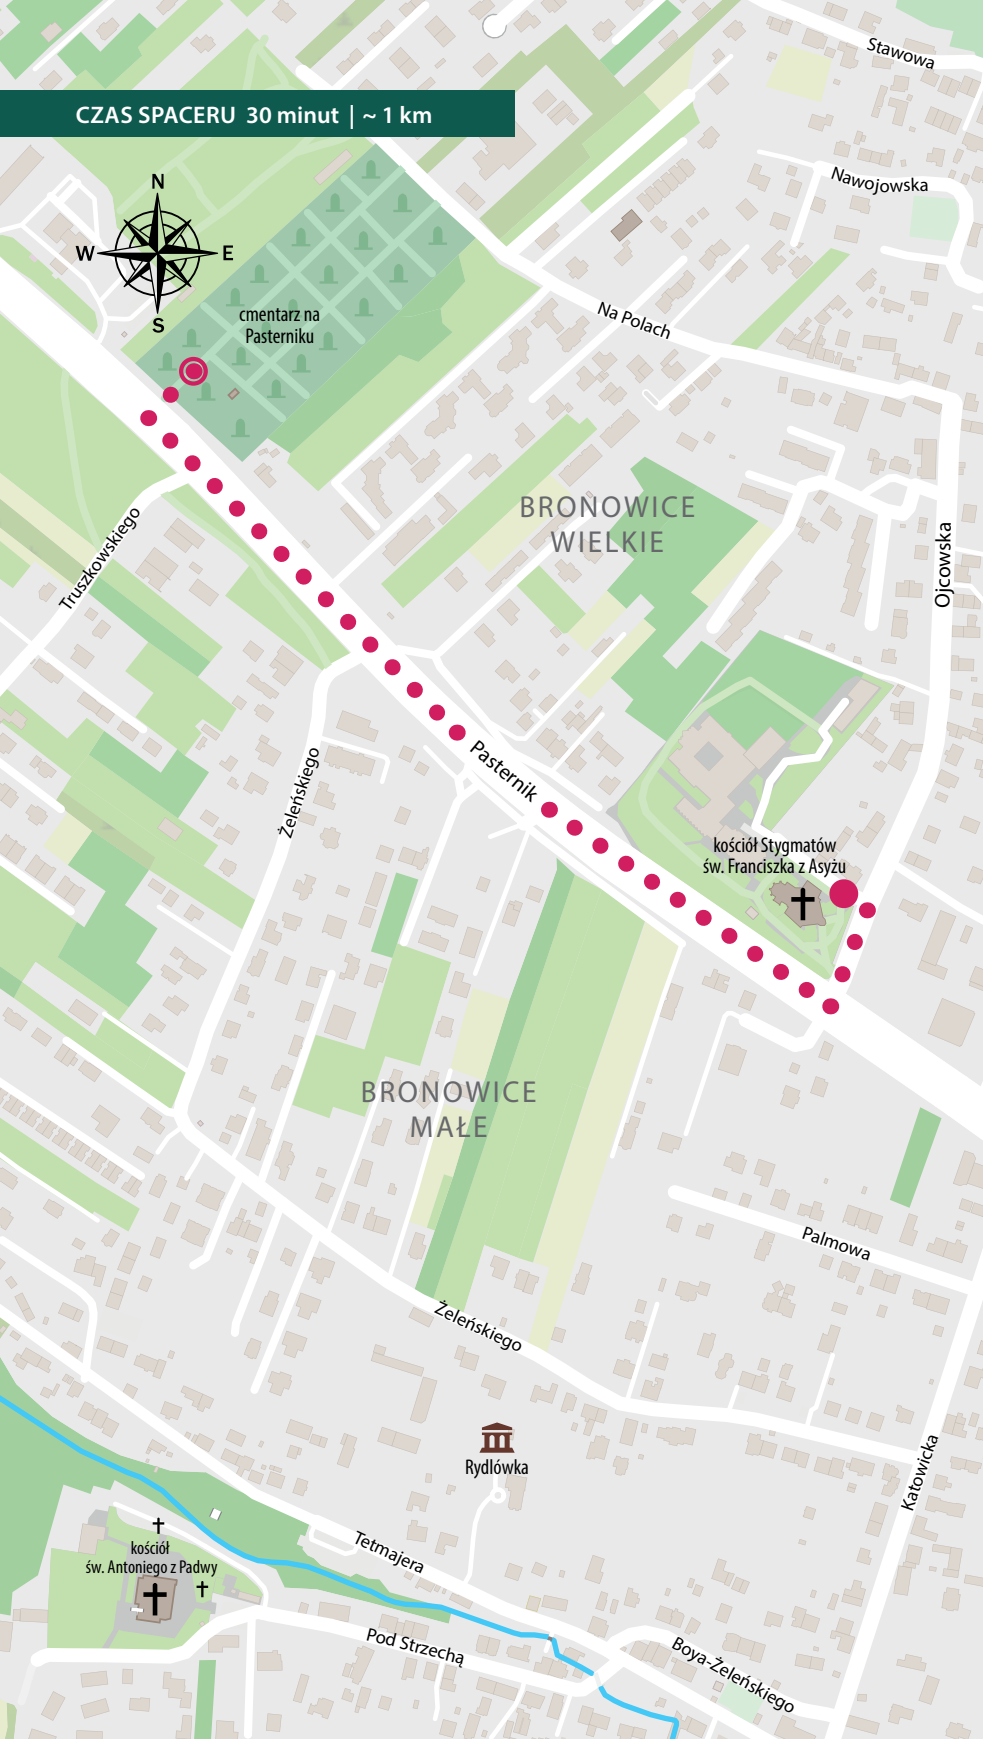 Stawowa
CZAS SPACERU 30 minut | ~ 1 km
Nawojowska
N
W
E
S
cmentarz na
Pasterniku
Na Polach
BRONOWICE
WIELKIE
Truszkowskiego
Ojcowska
Żeleńskiego
Pasternik
kościół Stygmatów
św. Franciszka z Asyżu
BRONOWICE
MAŁE
Palmowa
Żeleńskiego
Rydlówka
Katowicka
kościół
św. Antoniego z Padwy
Tetmajera
Pod Strzechą
Boya-Żeleńskiego